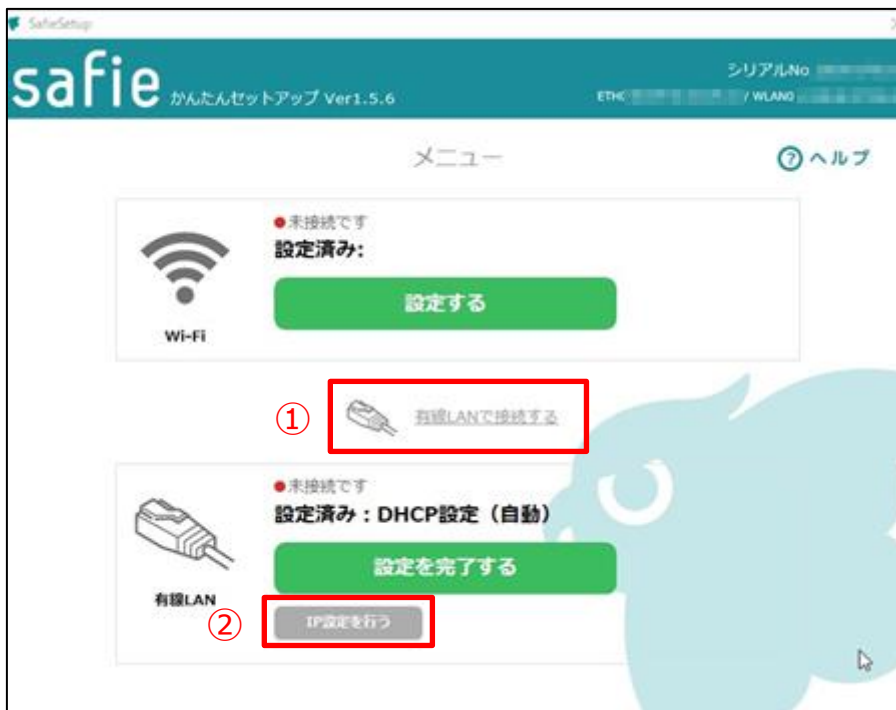 SafieSetup
safie かんたんセットアップ Ver1.5.6
シリアルNo
ETH0 / WLAN0
メニュー
? ヘルプ
●未接続です
設定済み:
設定する
Wi-Fi
① 有線LANで接続する
●未接続です
設定済み：DHCP設定（自動）
設定を完了する
有線LAN
② IP設定を行う